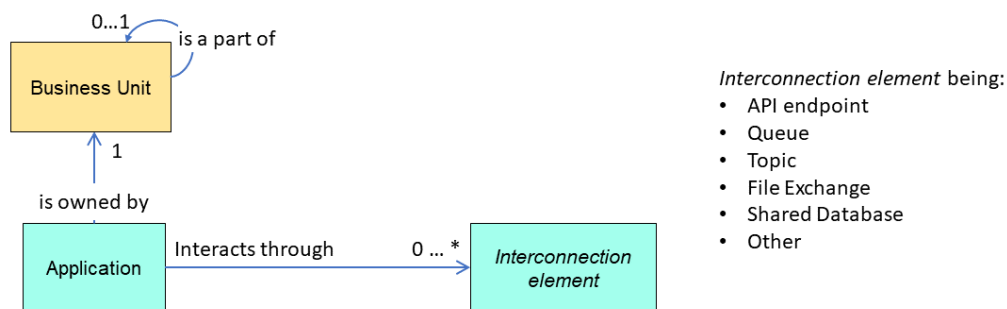 0...1
is a part of
Business Unit
1
is owned by
Application
Interacts through
0 ... *
Interconnection
element
Interconnection element being:
• API endpoint
• Queue
• Topic
• File Exchange
• Shared Database
• Other